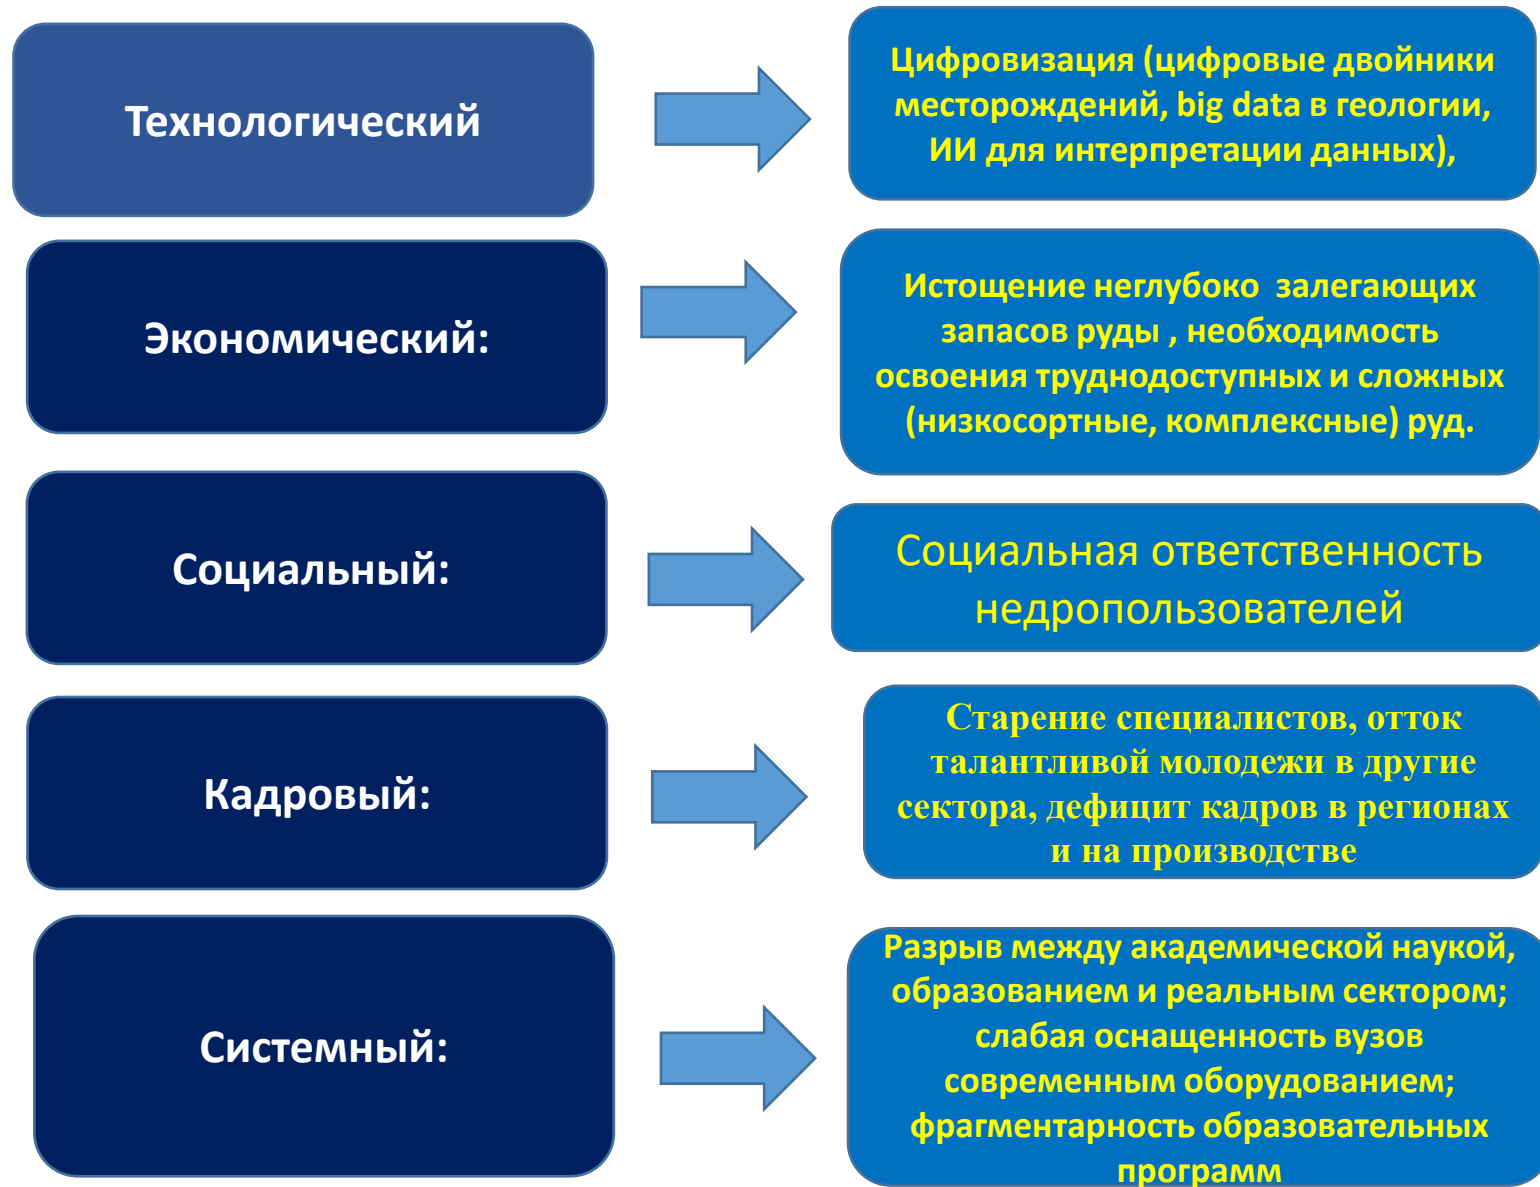 Технологический
Цифровизация (цифровые двойники
месторождений, big data в геологии,
ИИ для интерпретации данных),
Экономический:
Истощение неглубоко залегающих
запасов руды , необходимость
освоения труднодоступных и сложных
(низкосортные, комплексные) руд.
Социальный:
Социальная ответственность
недропользователей
Кадровый:
Старение специалистов, отток
талантливой молодежи в другие
сектора, дефицит кадров в регионах
и на производстве
Системный:
Разрыв между академической наукой,
образованием и реальным сектором;
слабая оснащенность вузов
современным оборудованием;
фрагментарность образовательных
программ